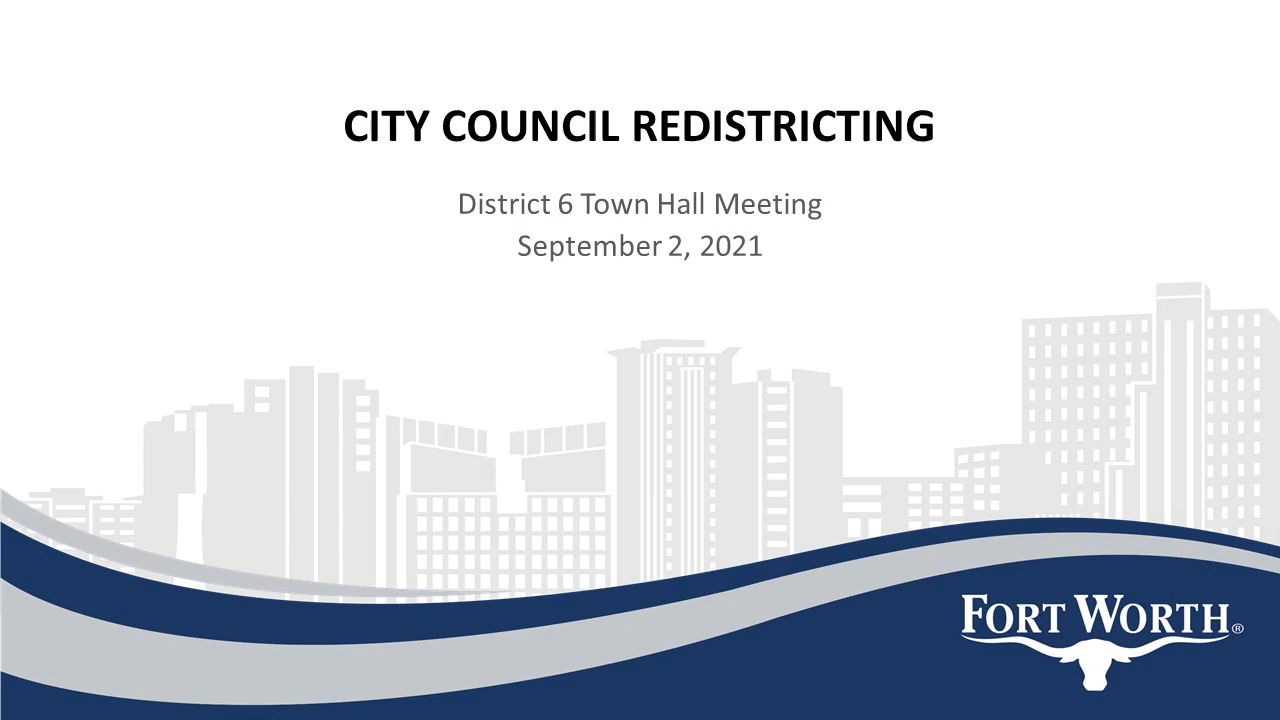 CITY COUNCIL REDISTRICTING
District 6 Town Hall Meeting
September 2, 2021
FORT WORTH®